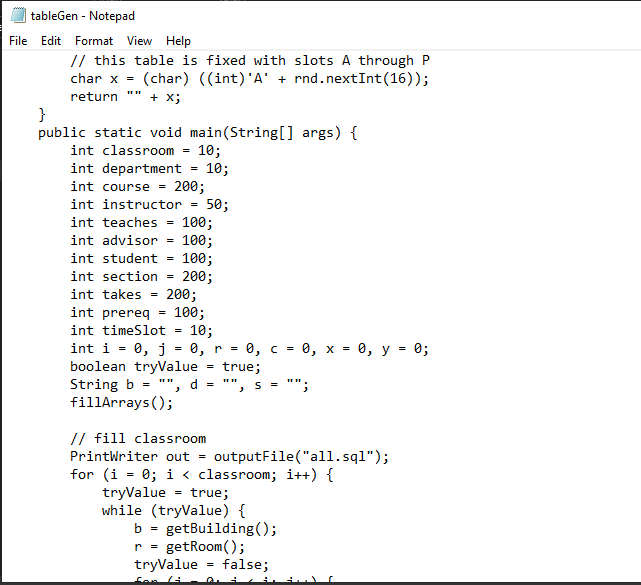 tableGen - Notepad
File Edit Format View Help
// this table is fixed with slots A through P
char x = (char) ((int)'A' + rnd.nextInt(16));
return "" + x;
}
public static void main(String[] args) {
int classroom = 10;
int department = 10;
int course = 200;
int instructor = 50;
int teaches = 100;
int advisor = 100;
int student = 100;
int section = 200;
int takes = 200;
int prereq = 100;
int timeSlot = 10;
int i = 0, j = 0, r = 0, c = 0, x = 0, y = 0;
boolean tryValue = true;
String b = "", d = "", s = "";
fillArrays();
// fill classroom
PrintWriter out = outputFile("all.sql");
for (i = 0; i < classroom; i++) {
tryValue = true;
while (tryValue) {
b = getBuilding();
r = getRoom();
tryValue = false;